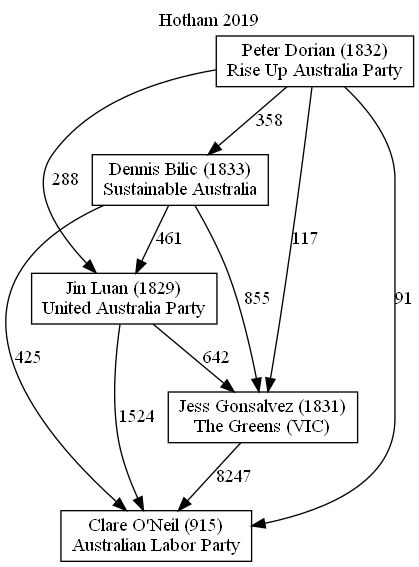 Hotham 2019
Peter Dorian (1832)
Rise Up Australia Party
358
Dennis Bilic (1833)
Sustainable Australia
288
461
117
855
91
Jin Luan (1829)
United Australia Party
425
642
1524
Jess Gonsalvez (1831)
The Greens (VIC)
8247
Clare O'Neil (915)
Australian Labor Party